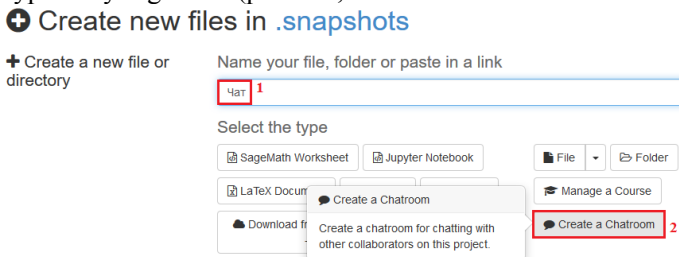 Create new files in .snapshots
Create a new file or directory
Name your file, folder or paste in a link
Чат 1
Select the type
SageMath Worksheet Jupyter Notebook File Folder
LaTeX Docum Manage a Course
Create a Chatroom
Download fr Create a Chatroom 2
Create a chatroom for chatting with
other collaborators on this project.